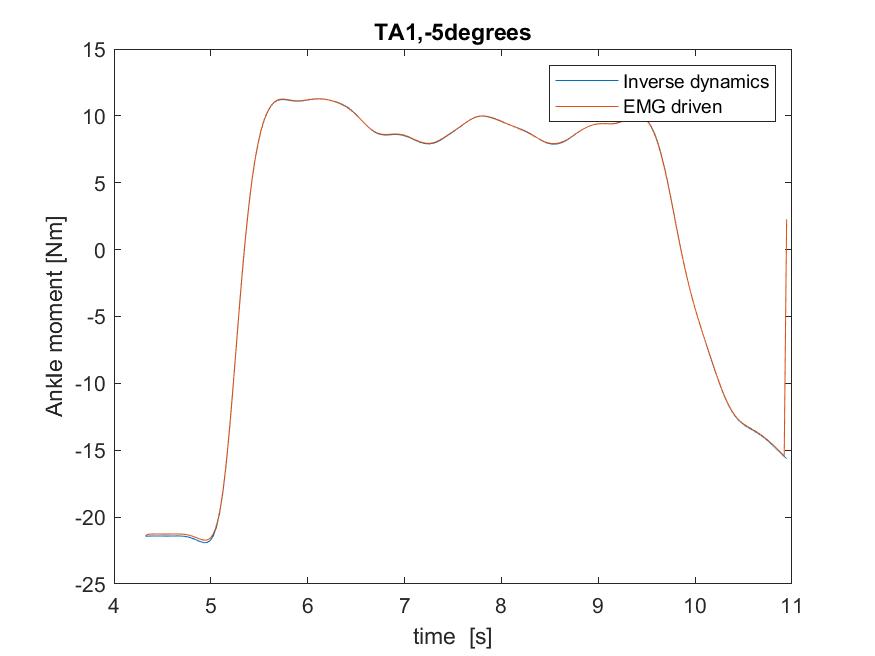 TA1,-5degrees
15
10
5
0
-5
-10
-15
-20
-25
Ankle moment [Nm]
Inverse dynamics
EMG driven
4 5 6 7 8 9 10 11
time [s]